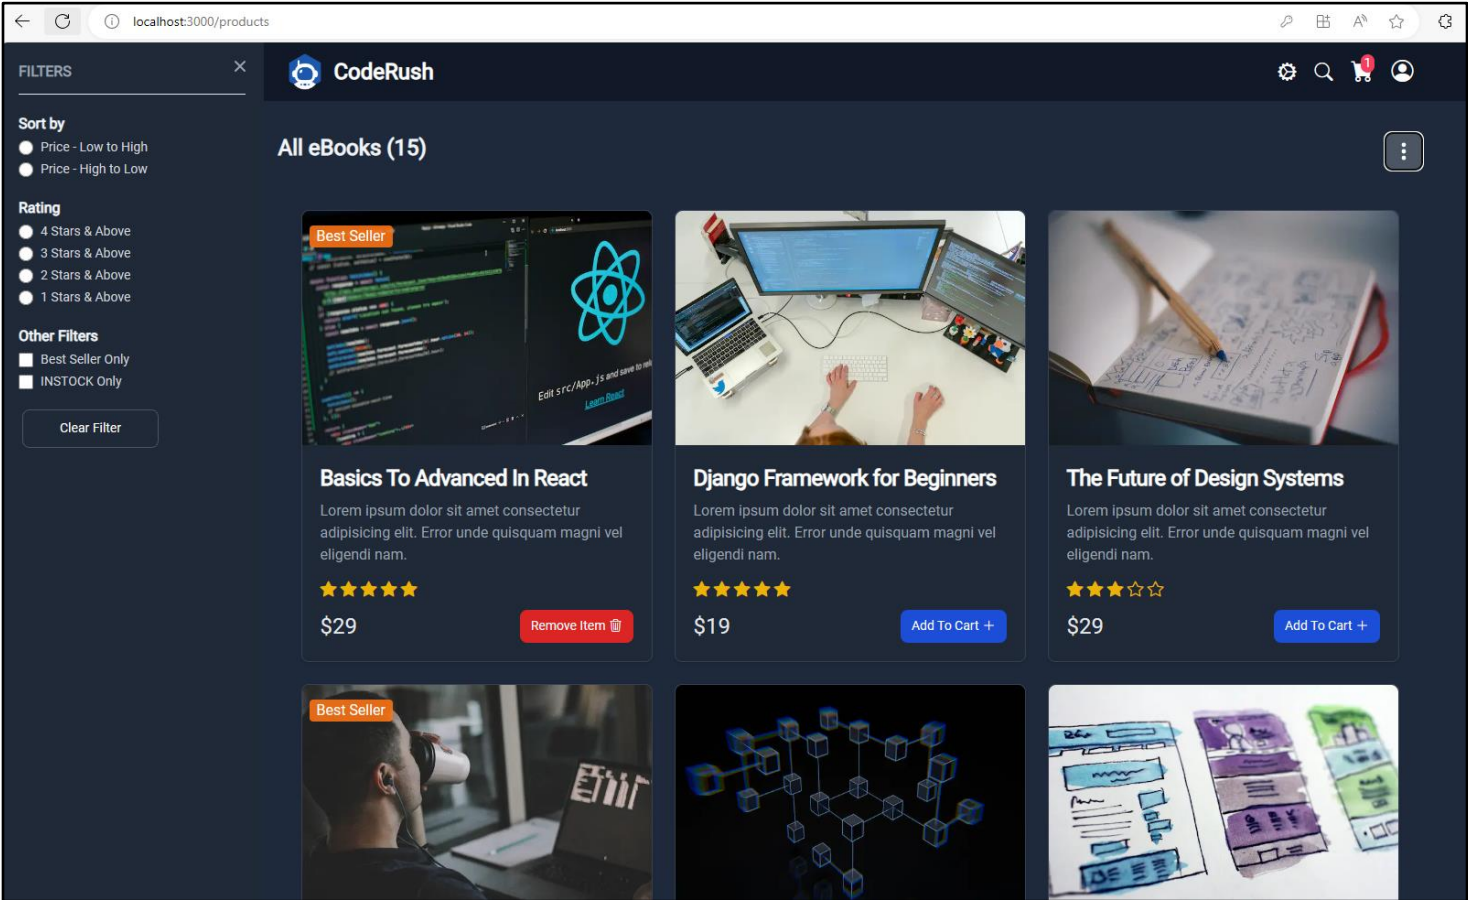 localhost:3000/products
FILTERS
CodeRush
1
Sort by
Price - Low to High
Price - High to Low
Rating
4 Stars & Above
3 Stars & Above
2 Stars & Above
1 Stars & Above
Other Filters
Best Seller Only
INSTOCK Only
Clear Filter
All eBooks (15)
Best Seller
Edit src/App.js and save to
Learn React
Basics To Advanced In React
Lorem ipsum dolor sit amet consectetur
adipisicing elit. Error unde quisquam magni vel
eligendi nam.
$29
Remove Item
Django Framework for Beginners
Lorem ipsum dolor sit amet consectetur
adipisicing elit. Error unde quisquam magni vel
eligendi nam.
$19
Add To Cart +
The Future of Design Systems
Lorem ipsum dolor sit amet consectetur
adipisicing elit. Error unde quisquam magni vel
eligendi nam.
$29
Add To Cart +
Best Seller